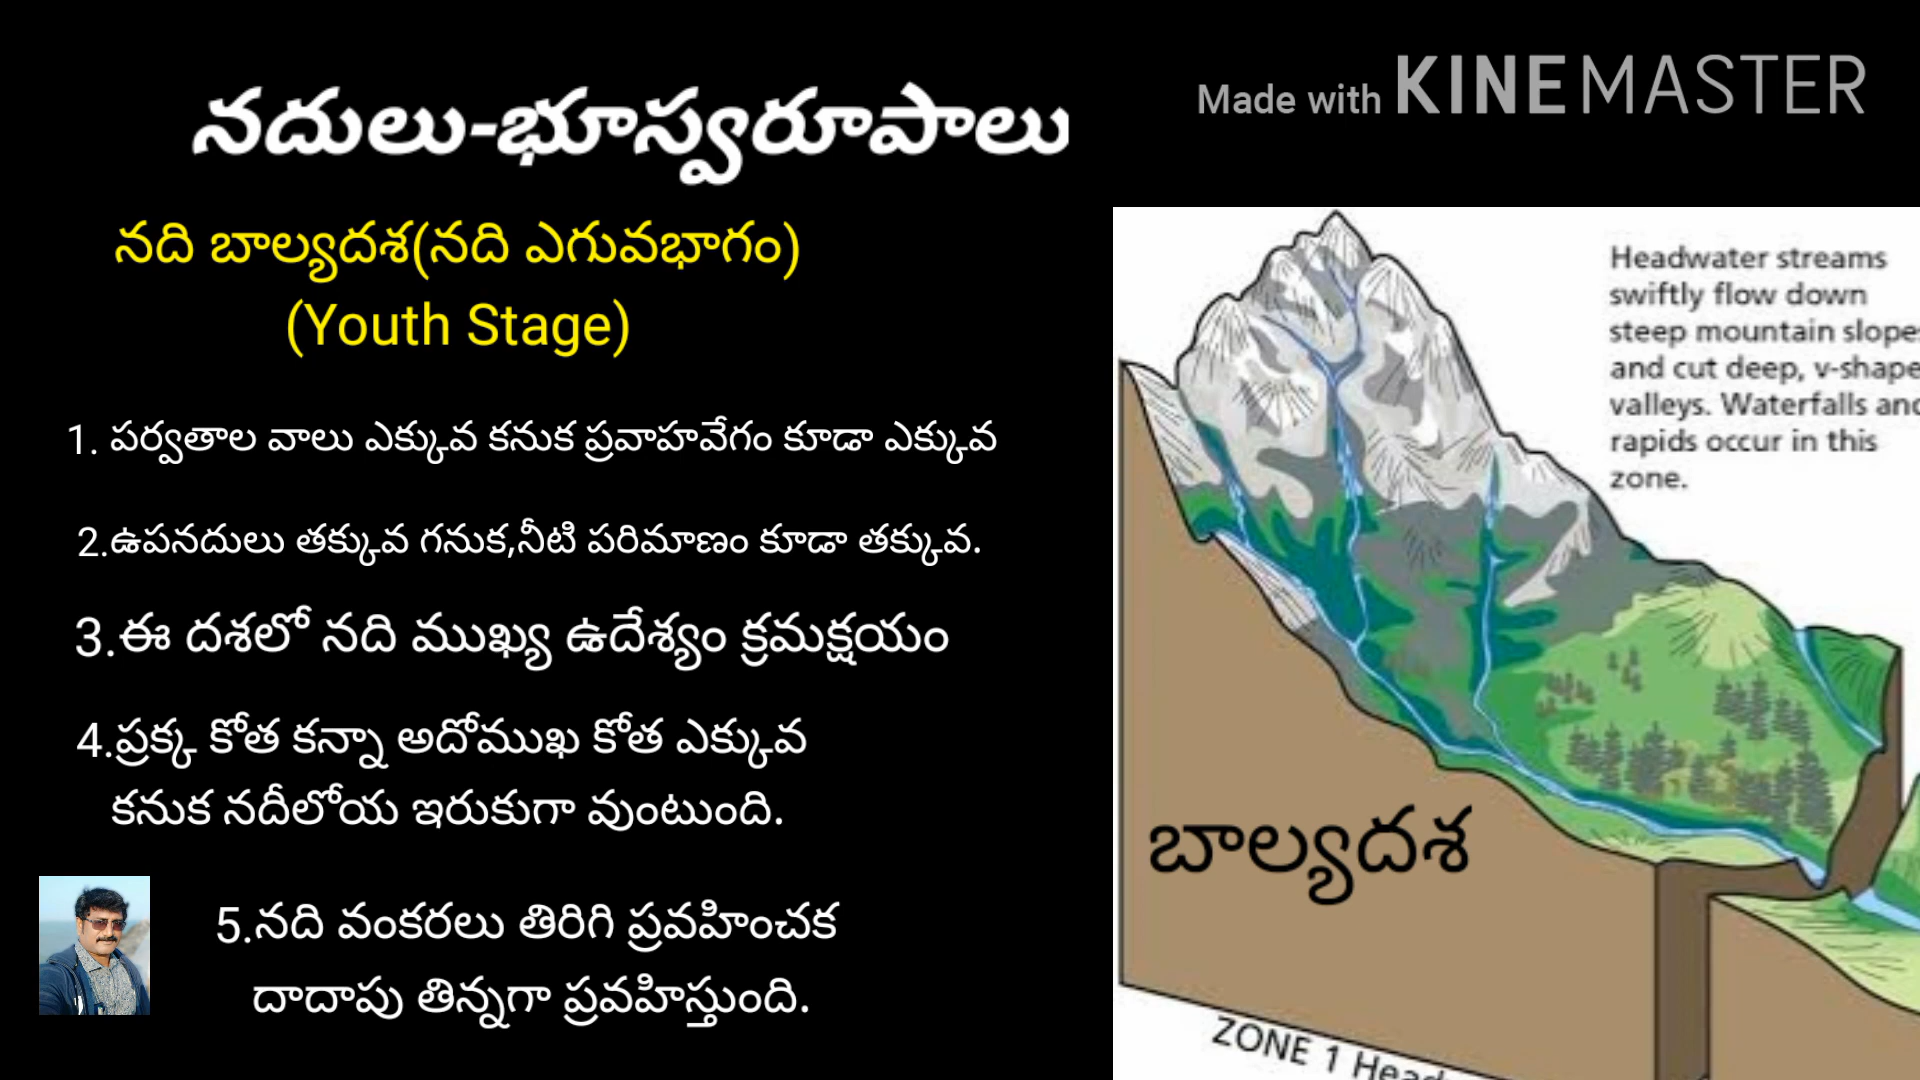 నదులు-భూస్వరూపాలు
Made with KINEMASTER
నది బాల్యదశ(నది ఎగువభాగం)
(Youth Stage)
1. పర్వతాల వాలు ఎక్కువ కనుక ప్రవాహవేగం కూడా ఎక్కువ
2.ఉపనదులు తక్కువ గనుక,నీటి పరిమాణం కూడా తక్కువ.
3.ఈ దశలో నది ముఖ్య ఉదేశ్యం క్రమక్షయం
4.ప్రక్క కోత కన్నా అదోముఖ కోత ఎక్కువ
కనుక నదీలోయ ఇరుకుగా వుంటుంది.
5.నది వంకరలు తిరిగి ప్రవహించక
దాదాపు తిన్నగా ప్రవహిస్తుంది.
Headwater streams
swiftly flow down
steep mountain slopes
and cut deep, v-shape
valleys. Waterfalls and
rapids occur in this
zone.
బాల్యదశ
ZONE 1 Head